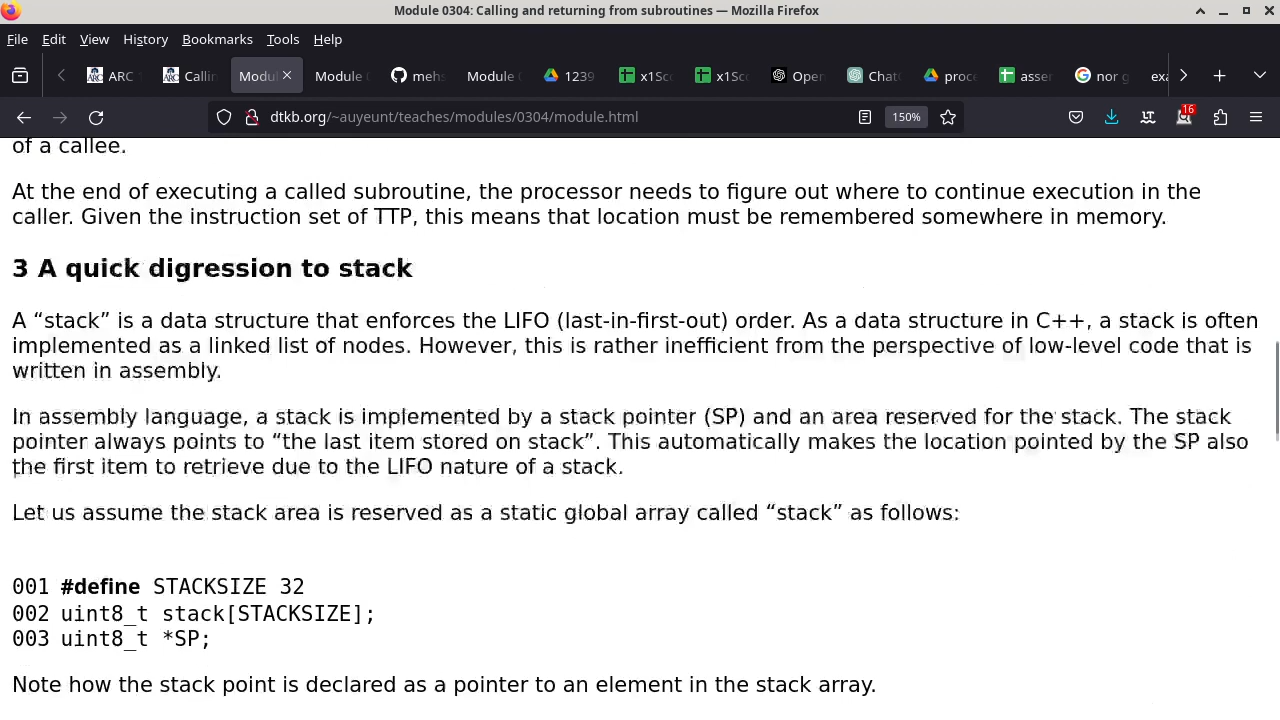 Module 0304: Calling and returning from subroutines — Mozilla Firefox
File Edit View History Bookmarks Tools Help
ARC Callin Modul Module 0 mehs Module 1239 x1Sc x1Sc Open Chat proc asser nor g exa
dtkb.org/~auyeunt/teaches/modules/0304/module.html 150% 16
of a callee.
At the end of executing a called subroutine, the processor needs to figure out where to continue execution in the
caller. Given the instruction set of TTP, this means that location must be remembered somewhere in memory.
3 A quick digression to stack
A “stack” is a data structure that enforces the LIFO (last-in-first-out) order. As a data structure in C++, a stack is often
implemented as a linked list of nodes. However, this is rather inefficient from the perspective of low-level code that is
written in assembly.
In assembly language, a stack is implemented by a stack pointer (SP) and an area reserved for the stack. The stack
pointer always points to “the last item stored on stack”. This automatically makes the location pointed by the SP also
the first item to retrieve due to the LIFO nature of a stack.
Let us assume the stack area is reserved as a static global array called “stack” as follows:
001 #define STACKSIZE 32
002 uint8_t stack[STACKSIZE];
003 uint8_t *SP;
Note how the stack point is declared as a pointer to an element in the stack array.